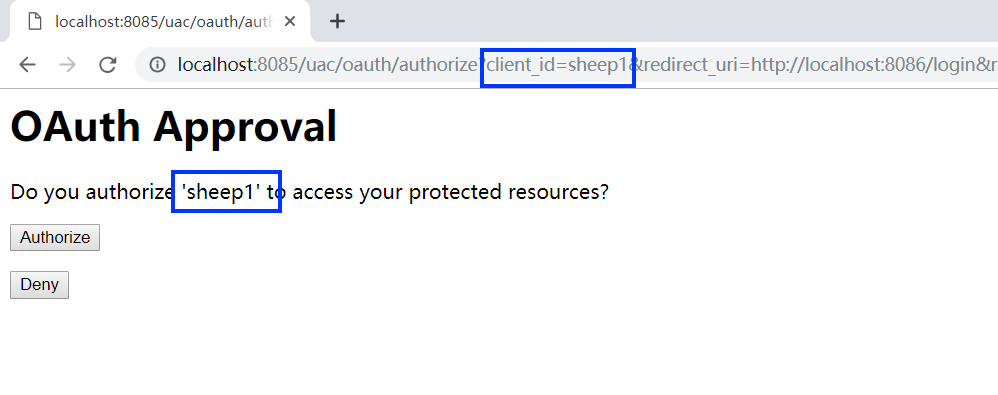 localhost:8085/uac/oauth/auth
localhost:8085/uac/oauth/authorize?client_id=sheep1&redirect_uri=http://localhost:8086/login&r
OAuth Approval
Do you authorize 'sheep1' to access your protected resources?
Authorize
Deny